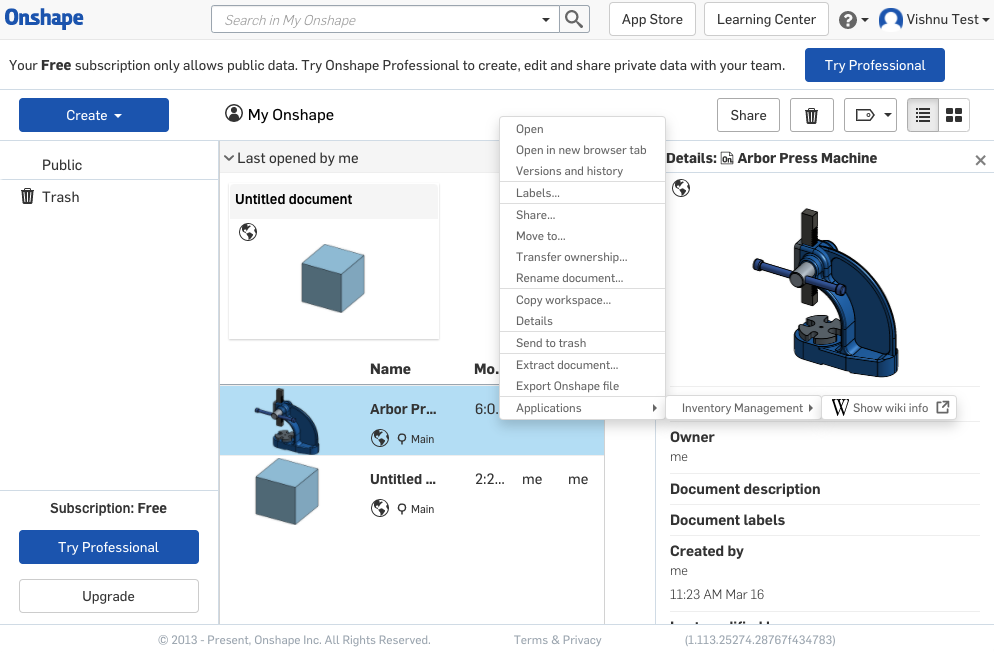 Onshape
Search in My Onshape
App Store
Learning Center
?
Vishnu Test
Your Free subscription only allows public data. Try Onshape Professional to create, edit and share private data with your team.
Try Professional
Create
My Onshape
Share
Public
Trash
Last opened by me
Untitled document
Name
Mo..
Arbor Pr...
6:0..
Main
Untitled ...
2:2...
me
me
Main
Open
Open in new browser tab
Versions and history
Labels...
Share...
Move to...
Transfer ownership...
Rename document...
Copy workspace...
Details
Send to trash
Extract document...
Export Onshape file
Applications
Inventory Management
W Show wiki info
Details: On Arbor Press Machine
Owner
me
Document description
Document labels
Created by
me
11:23 AM Mar 16
Subscription: Free
Try Professional
Upgrade
© 2013 - Present, Onshape Inc. All Rights Reserved.
Terms & Privacy
(1.113.25274.28767f434783)